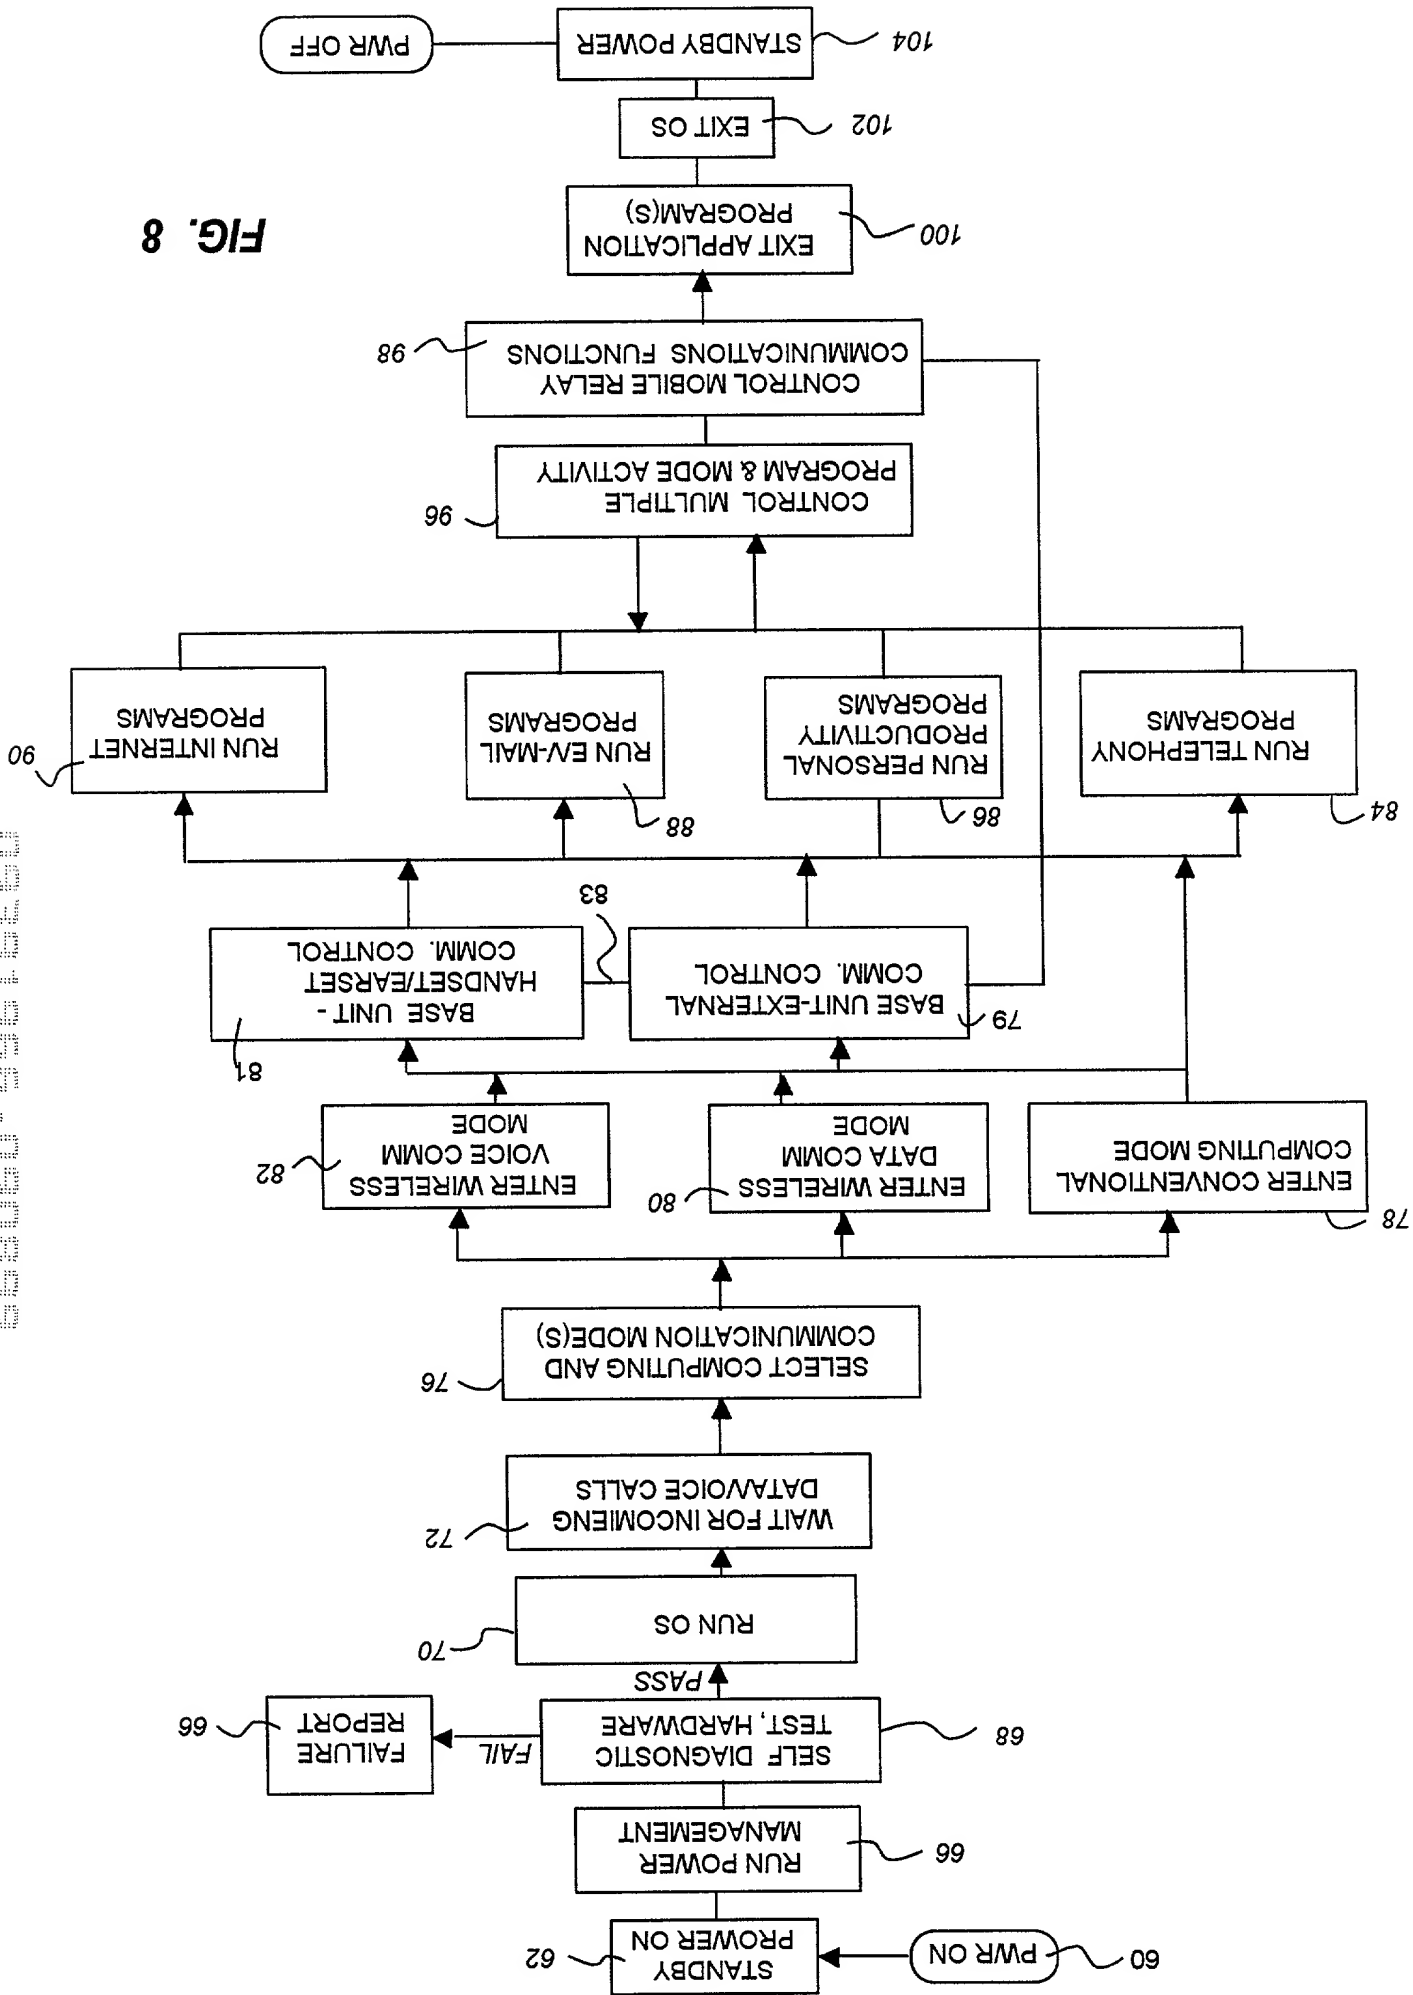 60
PWR ON
STANDBY
PROWER ON
62
66
RUN POWER
MANAGEMENT
68
SELF DIAGNOSTIC
TEST, HARDWARE
FAIL
FAILURE
REPORT
66
PASS
RUN OS
70
WAIT FOR INCOMIENG
DATA/VOICE CALLS
72
SELECT COMPUTING AND
COMMUNICATION MODE(S)
76
78
ENTER CONVENTIONAL
COMPUTING MODE
ENTER WIRELESS
DATA COMM
MODE
80
ENTER WIRELESS
VOICE COMM
MODE
82
79
BASE UNIT-EXTERNAL
COMM. CONTROL
83
BASE UNIT -
HANDSET/EARSET
COMM. CONTROL
81
84
RUN TELEPHONY
PROGRAMS
86
RUN PERSONAL
PRODUCTIVITY
PROGRAMS
88
RUN E/V-MAIL
PROGRAMS
90
RUN INTERNET
PROGRAMS
CONTROL MULTIPLE
PROGRAM & MODE ACTIVITY
96
CONTROL MOBILE RELAY
COMMUNICATIONS FUNCTIONS
98
100
EXIT APPLICATION
PROGRAM(S)
FIG. 8
102
EXIT OS
104
STANDBY POWER
PWR OFF